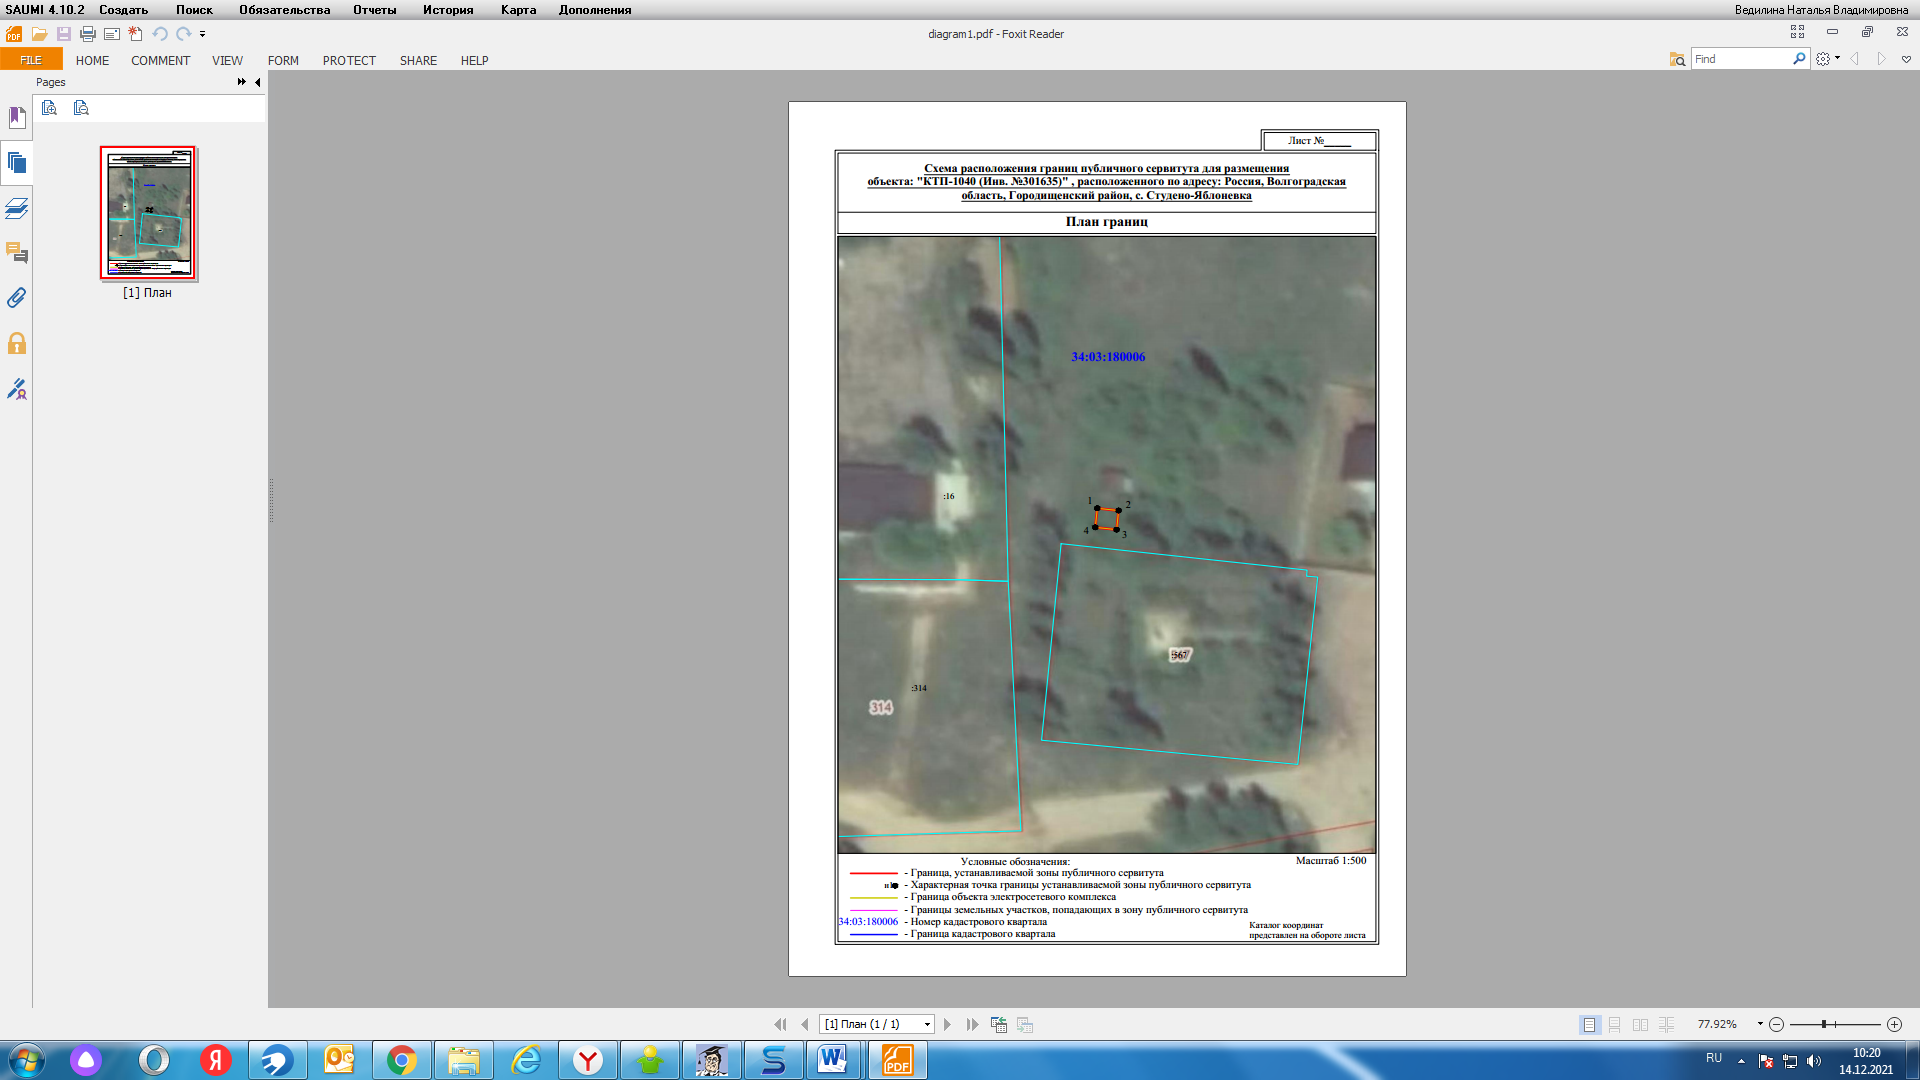 SAUMI 4.10.2 Создать Поиск Обязательства Отчеты История Карта Дополнения Ведилина Наталья Владимировна
diagram1.pdf - Foxit Reader
FILE HOME COMMENT VIEW FORM PROTECT SHARE HELP Find
Pages
[1] План
Лист №_____
Схема расположения границ публичного сервитута для размещения
объекта: "КТП-1040 (Инв. №301635)" , расположенного по адресу: Россия, Волгоградская
область, Городищенский район, с. Студено-Яблоневка
План границ
34:03:180006
:16
1 2
4 3
:567
:314
314
Условные обозначения: Масштаб 1:500
- Граница, устанавливаемой зоны публичного сервитута
- Характерная точка границы устанавливаемой зоны публичного сервитута
- Граница объекта электросетевого комплекса
- Границы земельных участков, попадающих в зону публичного сервитута
34:03:180006 - Номер кадастрового квартала
- Граница кадастрового квартала
Каталог координат
представлен на обороте листа
[1] План (1 / 1) 77.92%
RU 10:20
14.12.2021